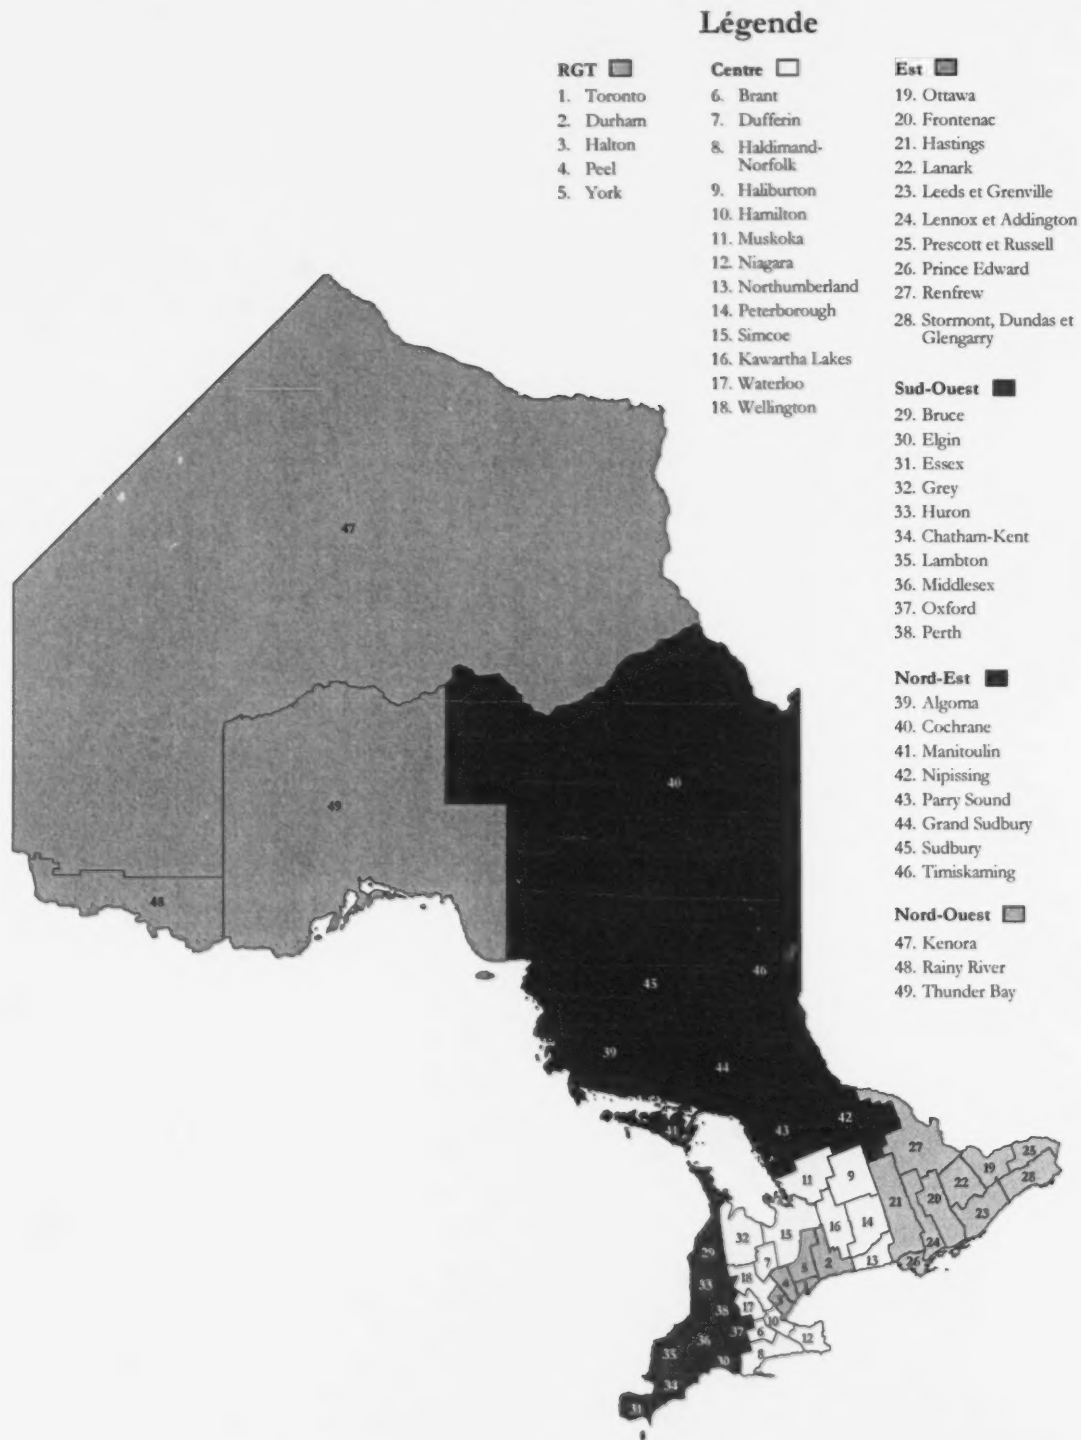 Légende
RGT
1. Toronto
2. Durham
3. Halton
4. Peel
5. York
Centre
6. Brant
7. Dufferin
8. Haldimand-
Norfolk
9. Haliburton
10. Hamilton
11. Muskoka
12. Niagara
13. Northumberland
14. Peterborough
15. Simcoe
16. Kawartha Lakes
17. Waterloo
18. Wellington
Est
19. Ottawa
20. Frontenac
21. Hastings
22. Lanark
23. Leeds et Grenville
24. Lennox et Addington
25. Prescott et Russell
26. Prince Edward
27. Renfrew
28. Stormont, Dundas et
Glengarry
Sud-Ouest
29. Bruce
30. Elgin
31. Essex
32. Grey
33. Huron
34. Chatham-Kent
35. Lambton
36. Middlesex
37. Oxford
38. Perth
Nord-Est
39. Algoma
40. Cochrane
41. Manitoulin
42. Nipissing
43. Parry Sound
44. Grand Sudbury
45. Sudbury
46. Timiskaming
Nord-Ouest
47. Kenora
48. Rainy River
49. Thunder Bay
47
40
49
48
46
45
39
44
42
43
41
27
25
19
28
11
9
22
20
21
23
14
16
15
32
24
29
13
26
7
5
2
18
4
33
3
17
38
10
37
6
12
36
35
8
30
34
31